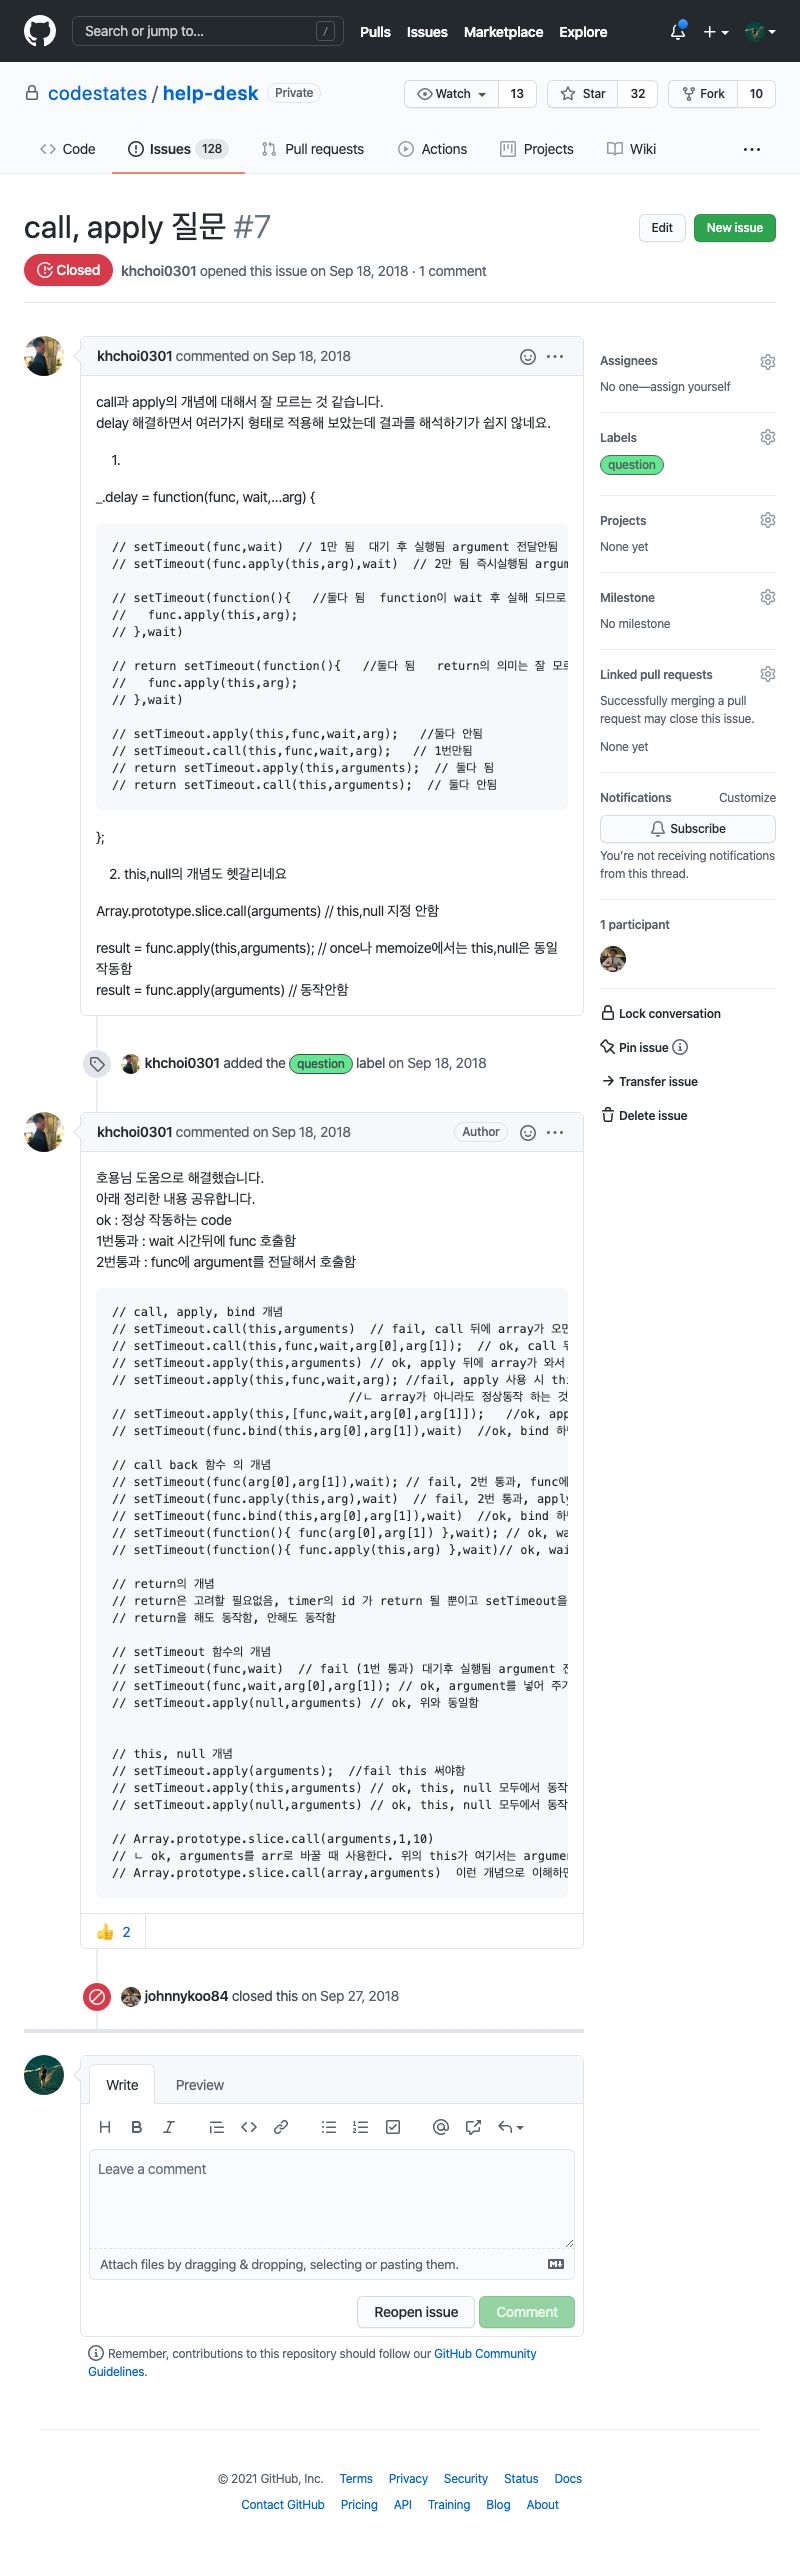 Search or jump to...
/
Pulls Issues Marketplace Explore
codestates / help-desk Private
Watch 13
Star 32
Fork 10
Code
Issues 128
Pull requests
Actions
Projects
Wiki
call, apply 질문 #7
Edit
New issue
Closed
khchoi0301 opened this issue on Sep 18, 2018 · 1 comment
khchoi0301 commented on Sep 18, 2018
call과 apply의 개념에 대해서 잘 모르는 것 같습니다.
delay 해결하면서 여러가지 형태로 적용해 보았는데 결과를 해석하기가 쉽지 않네요.
1.
_.delay = function(func, wait,...arg) {
// setTimeout(func,wait)  // 1만 됨  대기 후 실행됨 argument 전달안됨
// setTimeout(func.apply(this,arg),wait)  // 2만 됨 즉시실행됨 argum
// setTimeout(function(){   //둘다 됨  function이 wait 후 실해 되므로
//   func.apply(this,arg);
// },wait)
// return setTimeout(function(){   //둘다 됨   return의 의미는 잘 모르
//   func.apply(this,arg);
// },wait)
// setTimeout.apply(this,func,wait,arg);   //둘다 안됨
// setTimeout.call(this,func,wait,arg);   // 1번만됨
// return setTimeout.apply(this,arguments);  // 둘다 됨
// return setTimeout.call(this,arguments);  // 둘다 안됨
};
2. this,null의 개념도 헷갈리네요
Array.prototype.slice.call(arguments) // this,null 지정 안함
result = func.apply(this,arguments); // once나 memoize에서는 this,null은 동일
작동함
result = func.apply(arguments) // 동작안함
khchoi0301 added the question label on Sep 18, 2018
khchoi0301 commented on Sep 18, 2018
Author
호용님 도움으로 해결했습니다.
아래 정리한 내용 공유합니다.
ok : 정상 작동하는 code
1번통과 : wait 시간뒤에 func 호출함
2번통과 : func에 argument를 전달해서 호출함
// call, apply, bind 개념
// setTimeout.call(this,arguments)  // fail, call 뒤에 array가 오면
// setTimeout.call(this,func,wait,arg[0],arg[1]);  // ok, call 뒤
// setTimeout.apply(this,arguments) // ok, apply 뒤에 array가 와서
// setTimeout.apply(this,func,wait,arg); //fail, apply 사용 시 thi
//ㄴ array가 아니라도 정상동작 하는 것
// setTimeout.apply(this,[func,wait,arg[0],arg[1]]);   //ok, app
// setTimeout(func.bind(this,arg[0],arg[1]),wait)  //ok, bind 하면
// call back 함수 의 개념
// setTimeout(func(arg[0],arg[1]),wait); // fail, 2번 통과, func에
// setTimeout(func.apply(this,arg),wait)  // fail, 2번 통과, apply
// setTimeout(func.bind(this,arg[0],arg[1]),wait)  //ok, bind 하면
// setTimeout(function(){ func(arg[0],arg[1]) },wait); // ok, wa
// setTimeout(function(){ func.apply(this,arg) },wait)// ok, wai
// return의 개념
// return은 고려할 필요없음, timer의 id 가 return 될 뿐이고 setTimeout을
// return을 해도 동작함, 안해도 동작함
// setTimeout 함수의 개념
// setTimeout(func,wait)  // fail (1번 통과) 대기후 실행됨 argument 전
// setTimeout(func,wait,arg[0],arg[1]); // ok, argument를 넣어 주기
// setTimeout.apply(null,arguments) // ok, 위와 동일함
// this, null 개념
// setTimeout.apply(arguments);  //fail this 써야함
// setTimeout.apply(this,arguments) // ok, this, null 모두에서 동작
// setTimeout.apply(null,arguments) // ok, this, null 모두에서 동작
// Array.prototype.slice.call(arguments,1,10)
// ㄴ ok, arguments를 arr로 바꿀 때 사용한다. 위의 this가 여기서는 argumen
// Array.prototype.slice.call(array,arguments)  이런 개념으로 이해하면
👍 2
johnnykoo84 closed this on Sep 27, 2018
Write
Preview
H B I
Leave a comment
Attach files by dragging & dropping, selecting or pasting them.
Reopen issue
Comment
Remember, contributions to this repository should follow our GitHub Community
Guidelines.
Assignees
No one—assign yourself
Labels
question
Projects
None yet
Milestone
No milestone
Linked pull requests
Successfully merging a pull
request may close this issue.
None yet
Notifications
Customize
Subscribe
You're not receiving notifications
from this thread.
1 participant
Lock conversation
Pin issue
Transfer issue
Delete issue
© 2021 GitHub, Inc. Terms Privacy Security Status Docs
Contact GitHub Pricing API Training Blog About